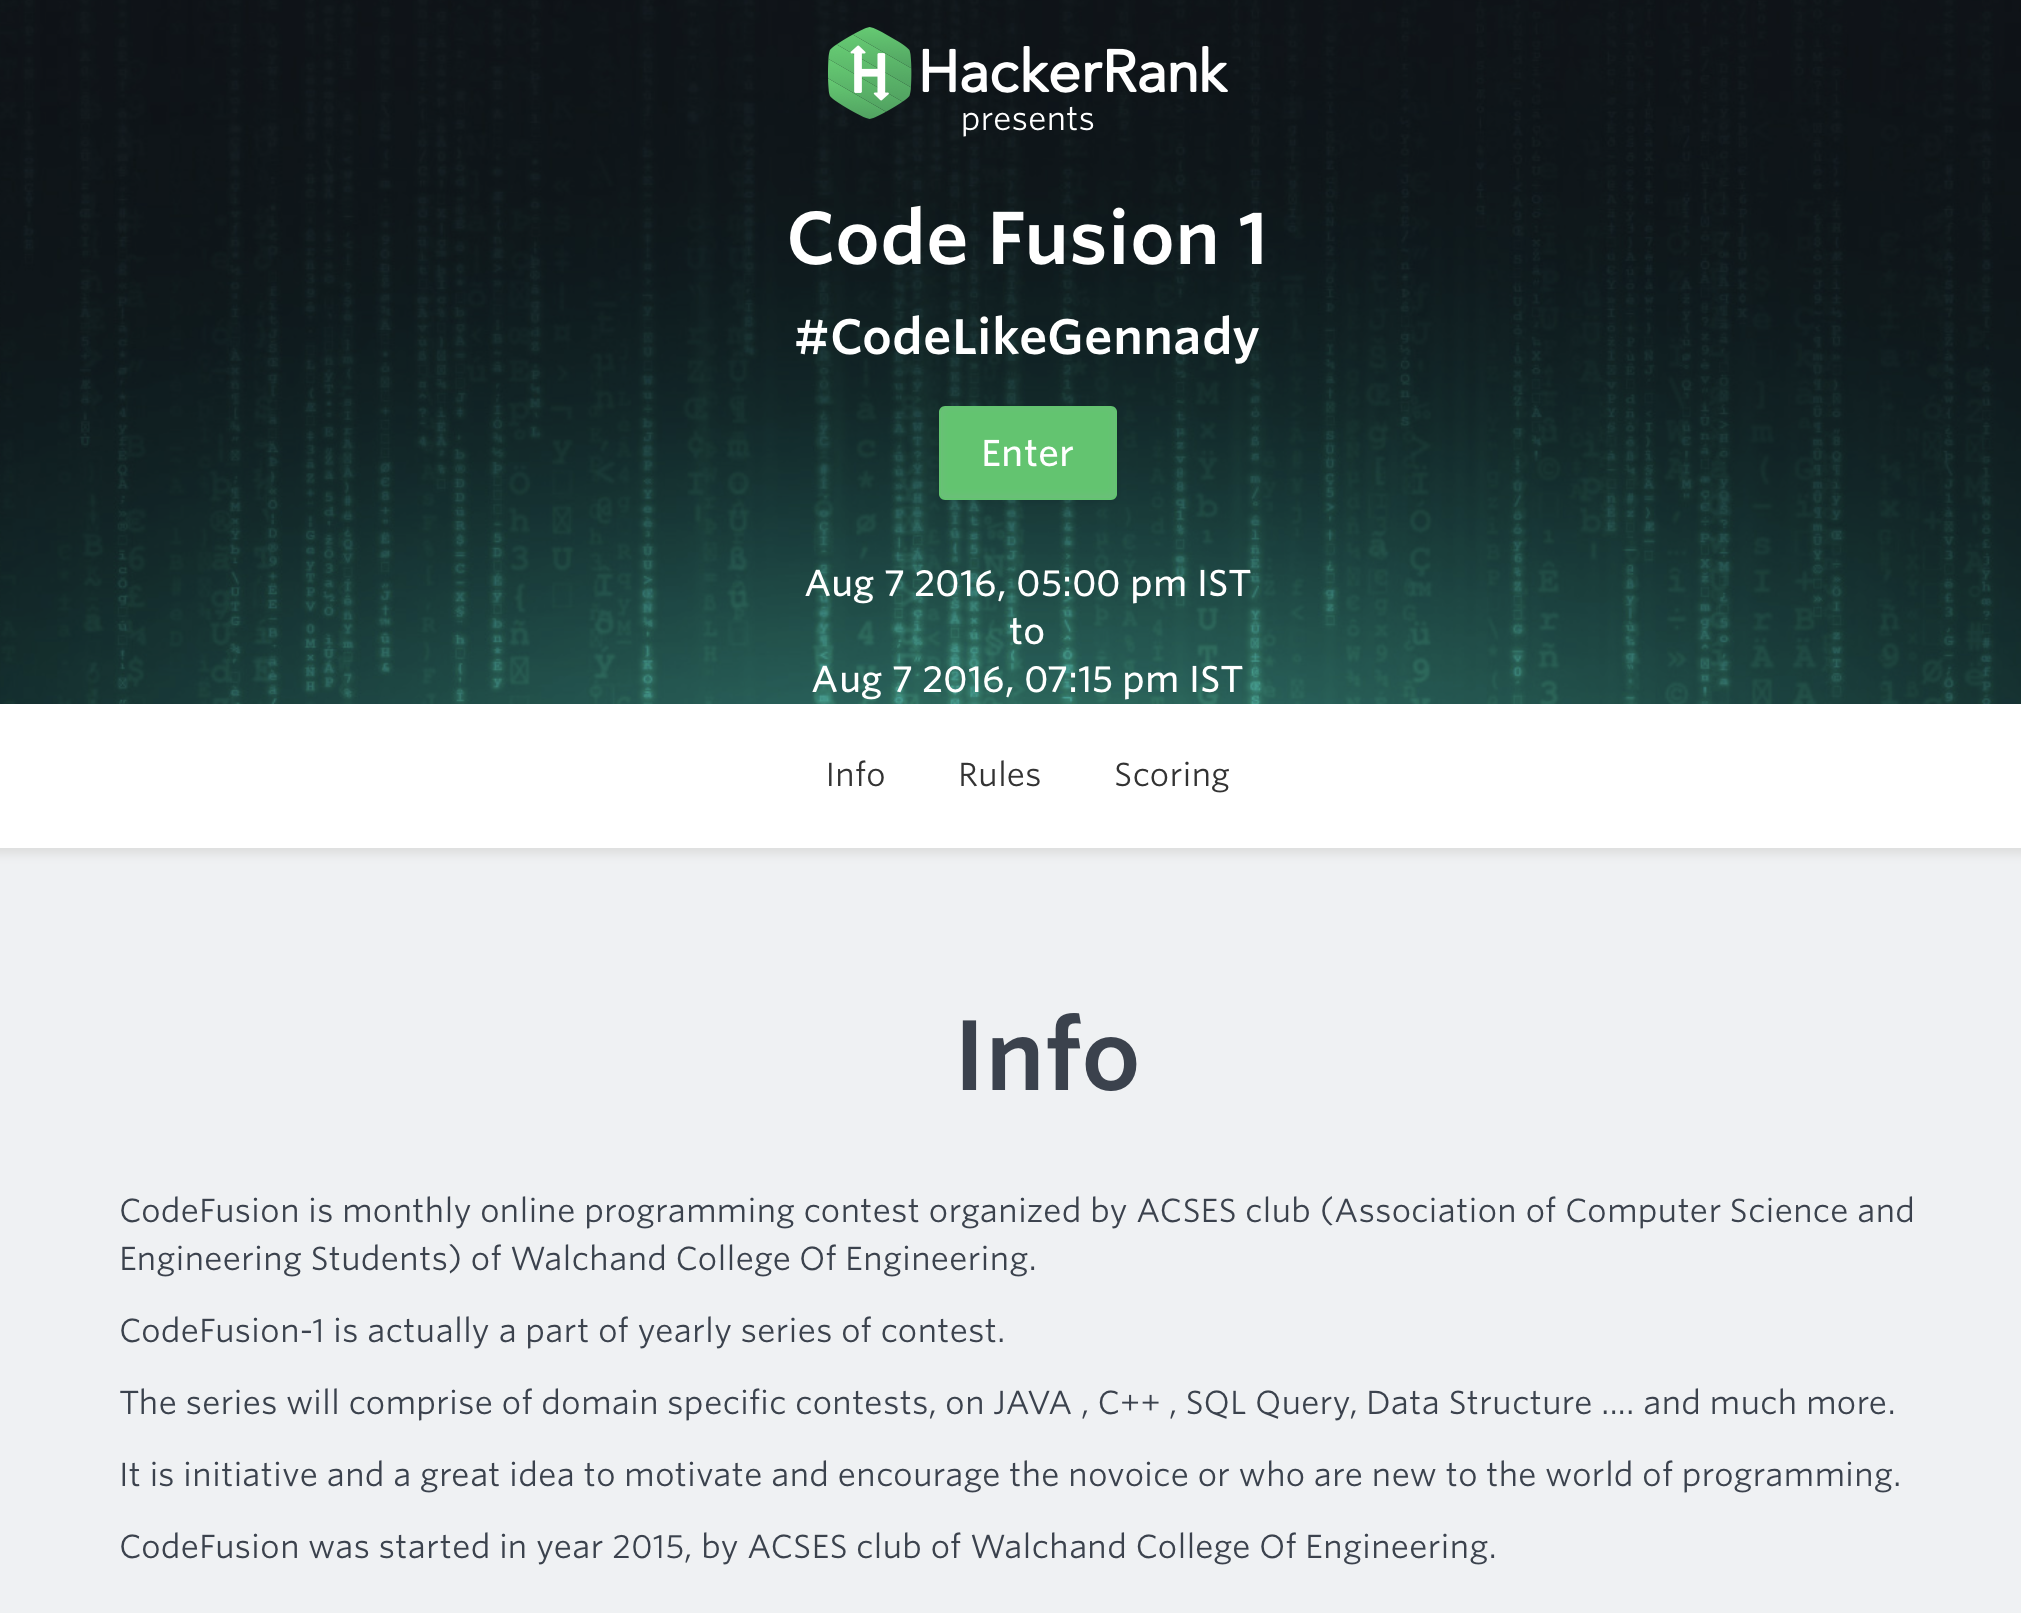 HackerRank
presents
Code Fusion 1
#CodeLikeGennady
Enter
Aug 7 2016, 05:00 pm IST
to
Aug 7 2016, 07:15 pm IST
Info Rules Scoring
Info
CodeFusion is monthly online programming contest organized by ACSES club (Association of Computer Science and
Engineering Students) of Walchand College Of Engineering.
CodeFusion-1 is actually a part of yearly series of contest.
The series will comprise of domain specific contests, on JAVA , C++ , SQL Query, Data Structure .... and much more.
It is initiative and a great idea to motivate and encourage the novoice or who are new to the world of programming.
CodeFusion was started in year 2015, by ACSES club of Walchand College Of Engineering.